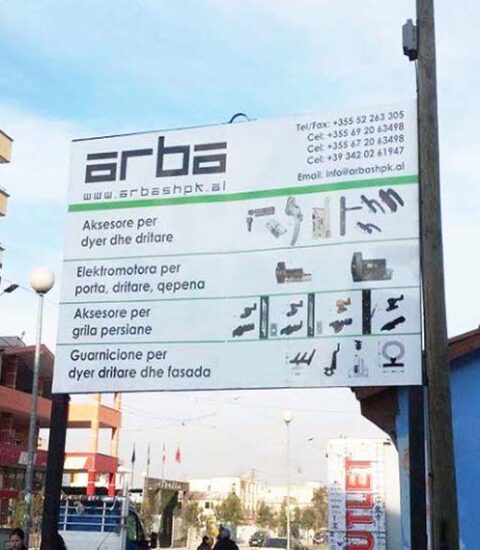 arba
www.arbashpk.al
Tel/Fax: +355 52 263 305
Cel: +355 69 20 63498
Cel: +355 67 20 63498
Cel: +39 342 02 61947
Email: info@arbashpk.al
Aksesore per
dyer dhe dritare
Elektromotora per
porta, dritare, qepena
Aksesore per
grila persiane
Guarnicione per
dyer dritare dhe fasada
OUTLET